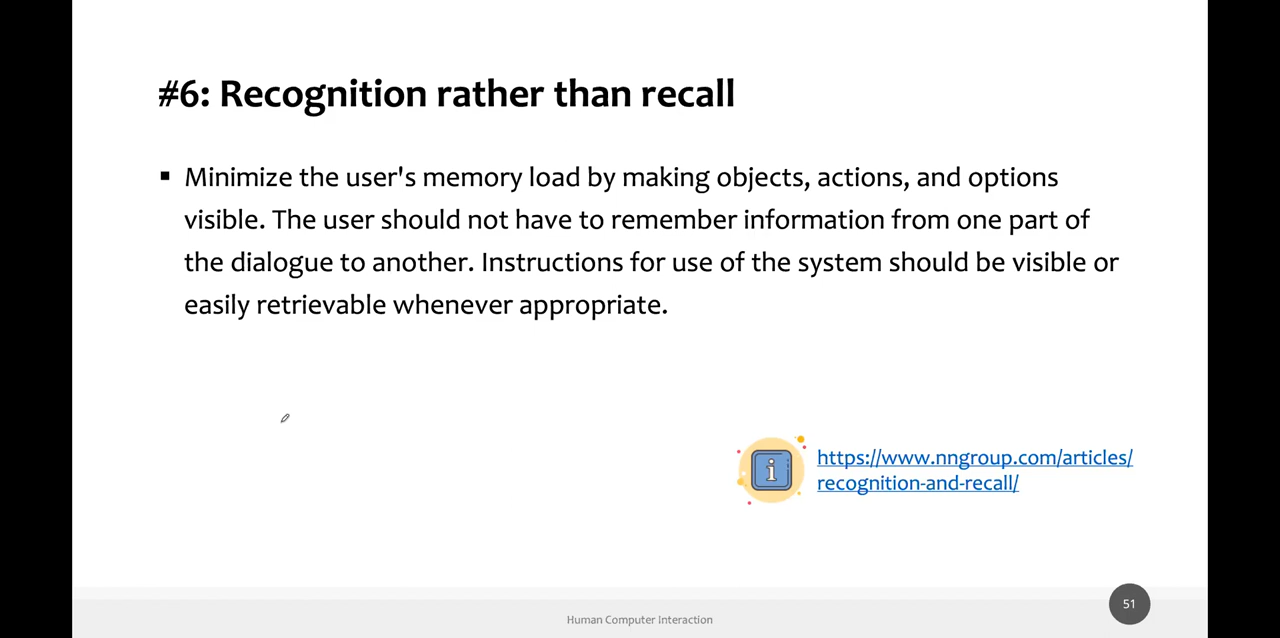 #6: Recognition rather than recall
▪ Minimize the user's memory load by making objects, actions, and options
visible. The user should not have to remember information from one part of
the dialogue to another. Instructions for use of the system should be visible or
easily retrievable whenever appropriate.
i
https://www.nngroup.com/articles/
recognition-and-recall/
51
Human Computer Interaction